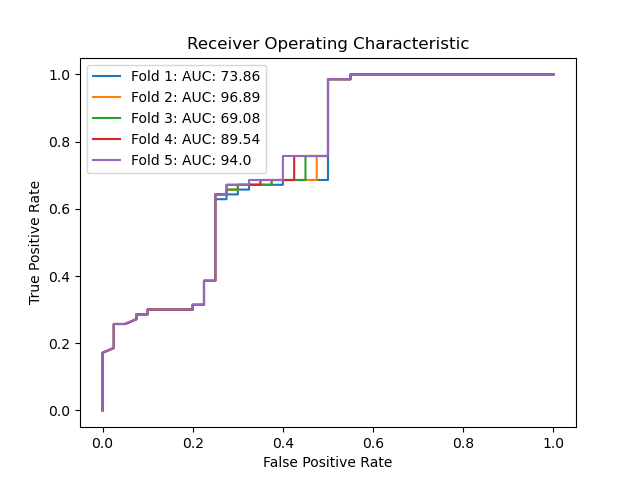 Receiver Operating Characteristic
Fold 1: AUC: 73.86
Fold 2: AUC: 96.89
Fold 3: AUC: 69.08
Fold 4: AUC: 89.54
Fold 5: AUC: 94.0
True Positive Rate
1.0
0.8
0.6
0.4
0.2
0.0
0.0 0.2 0.4 0.6 0.8 1.0
False Positive Rate